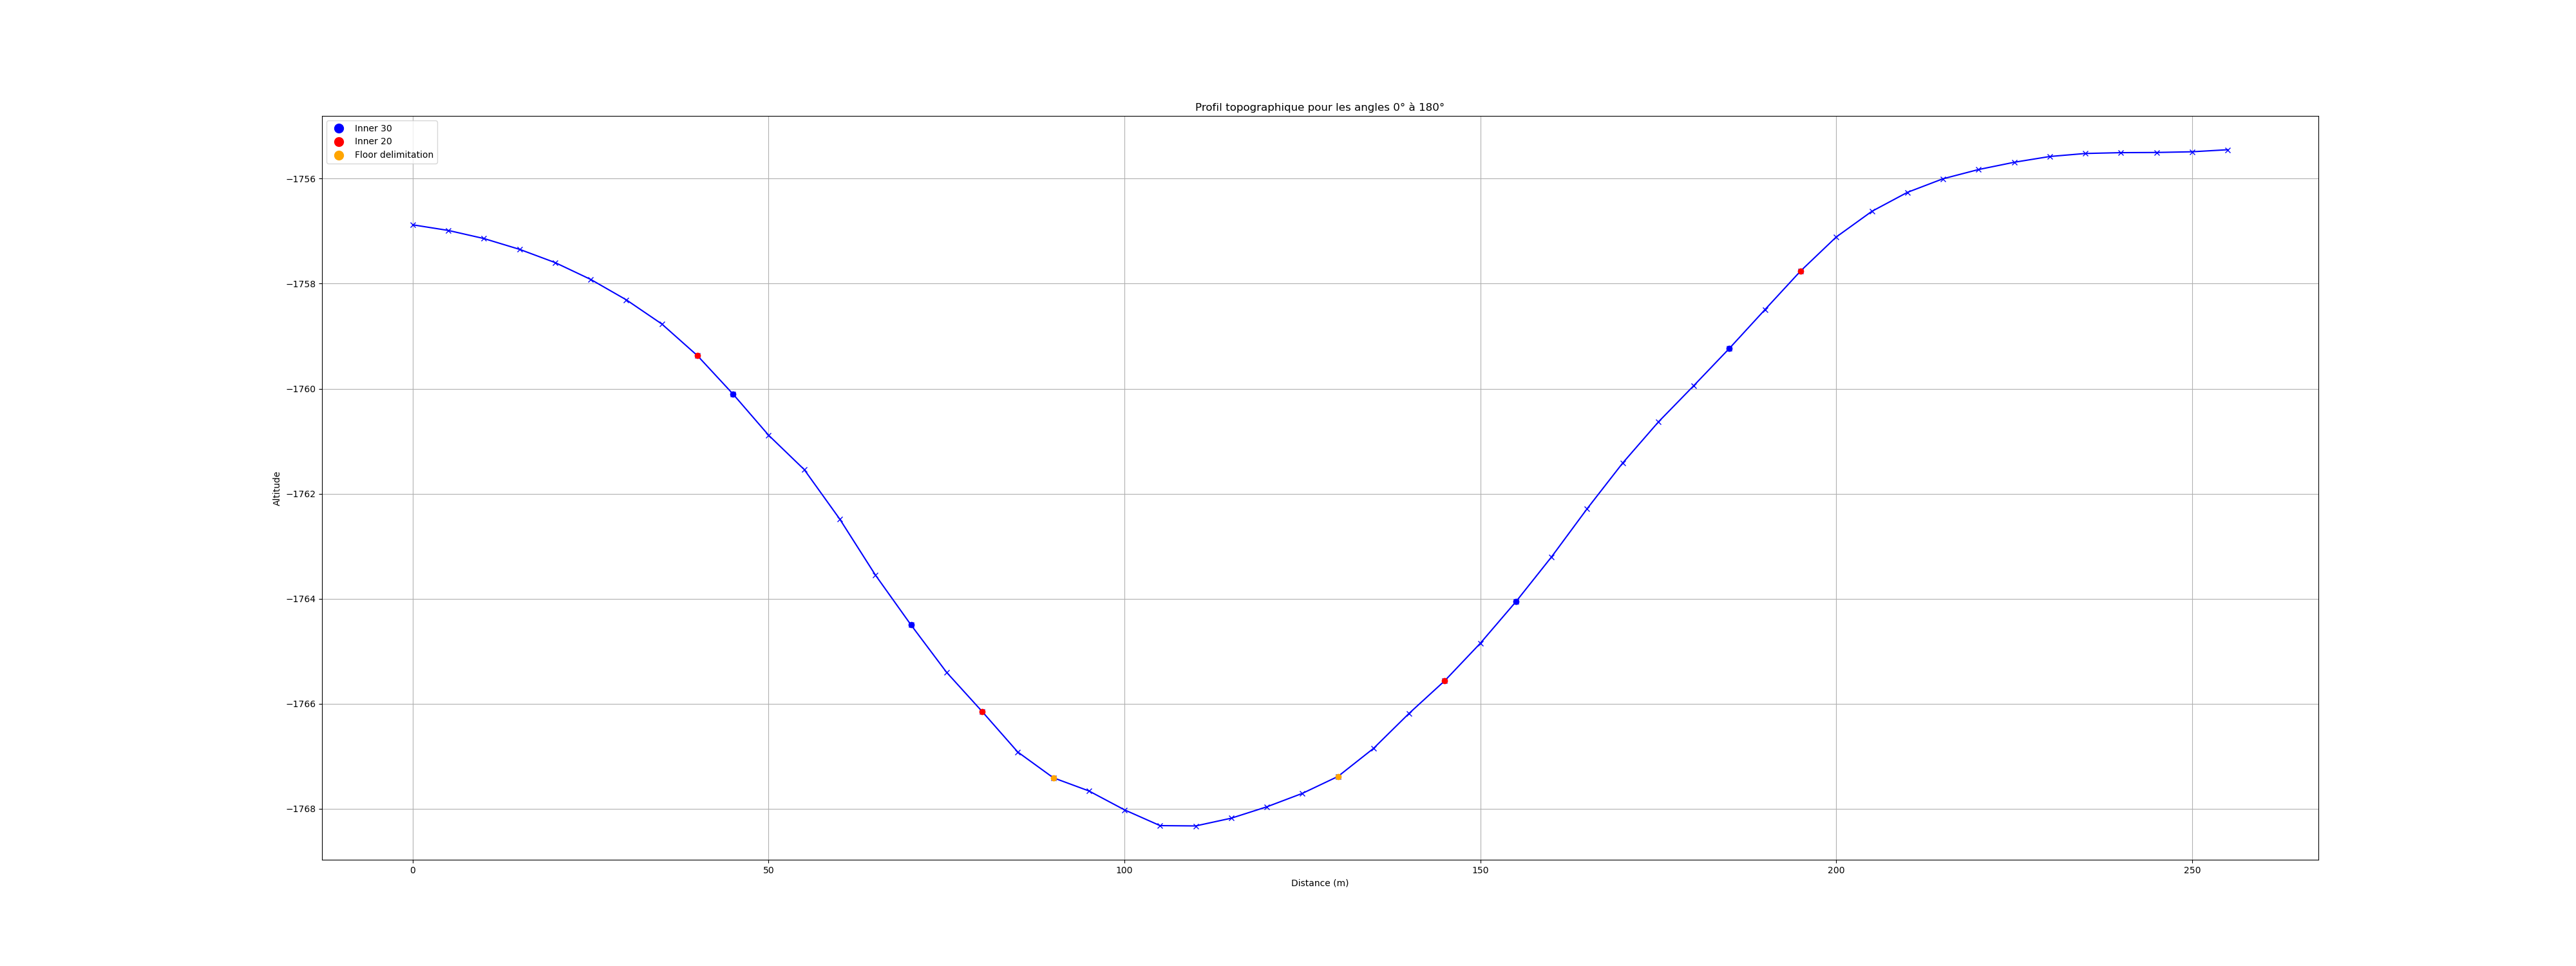 Profil topographique pour les angles 0° à 180°
Inner 30
Inner 20
Floor delimitation
−1756
−1758
−1760
−1762
−1764
−1766
−1768
Altitude
0 50 100 150 200 250
Distance (m)